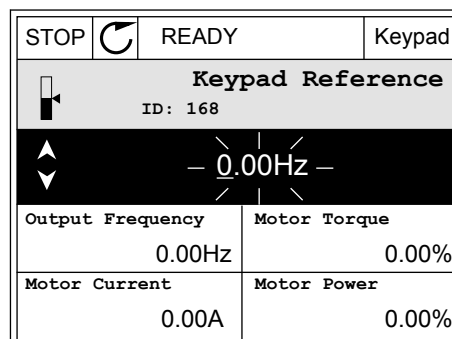 STOP READY Keypad
Keypad Reference
ID: 168
0.00Hz
Output Frequency Motor Torque
0.00Hz 0.00%
Motor Current Motor Power
0.00A 0.00%